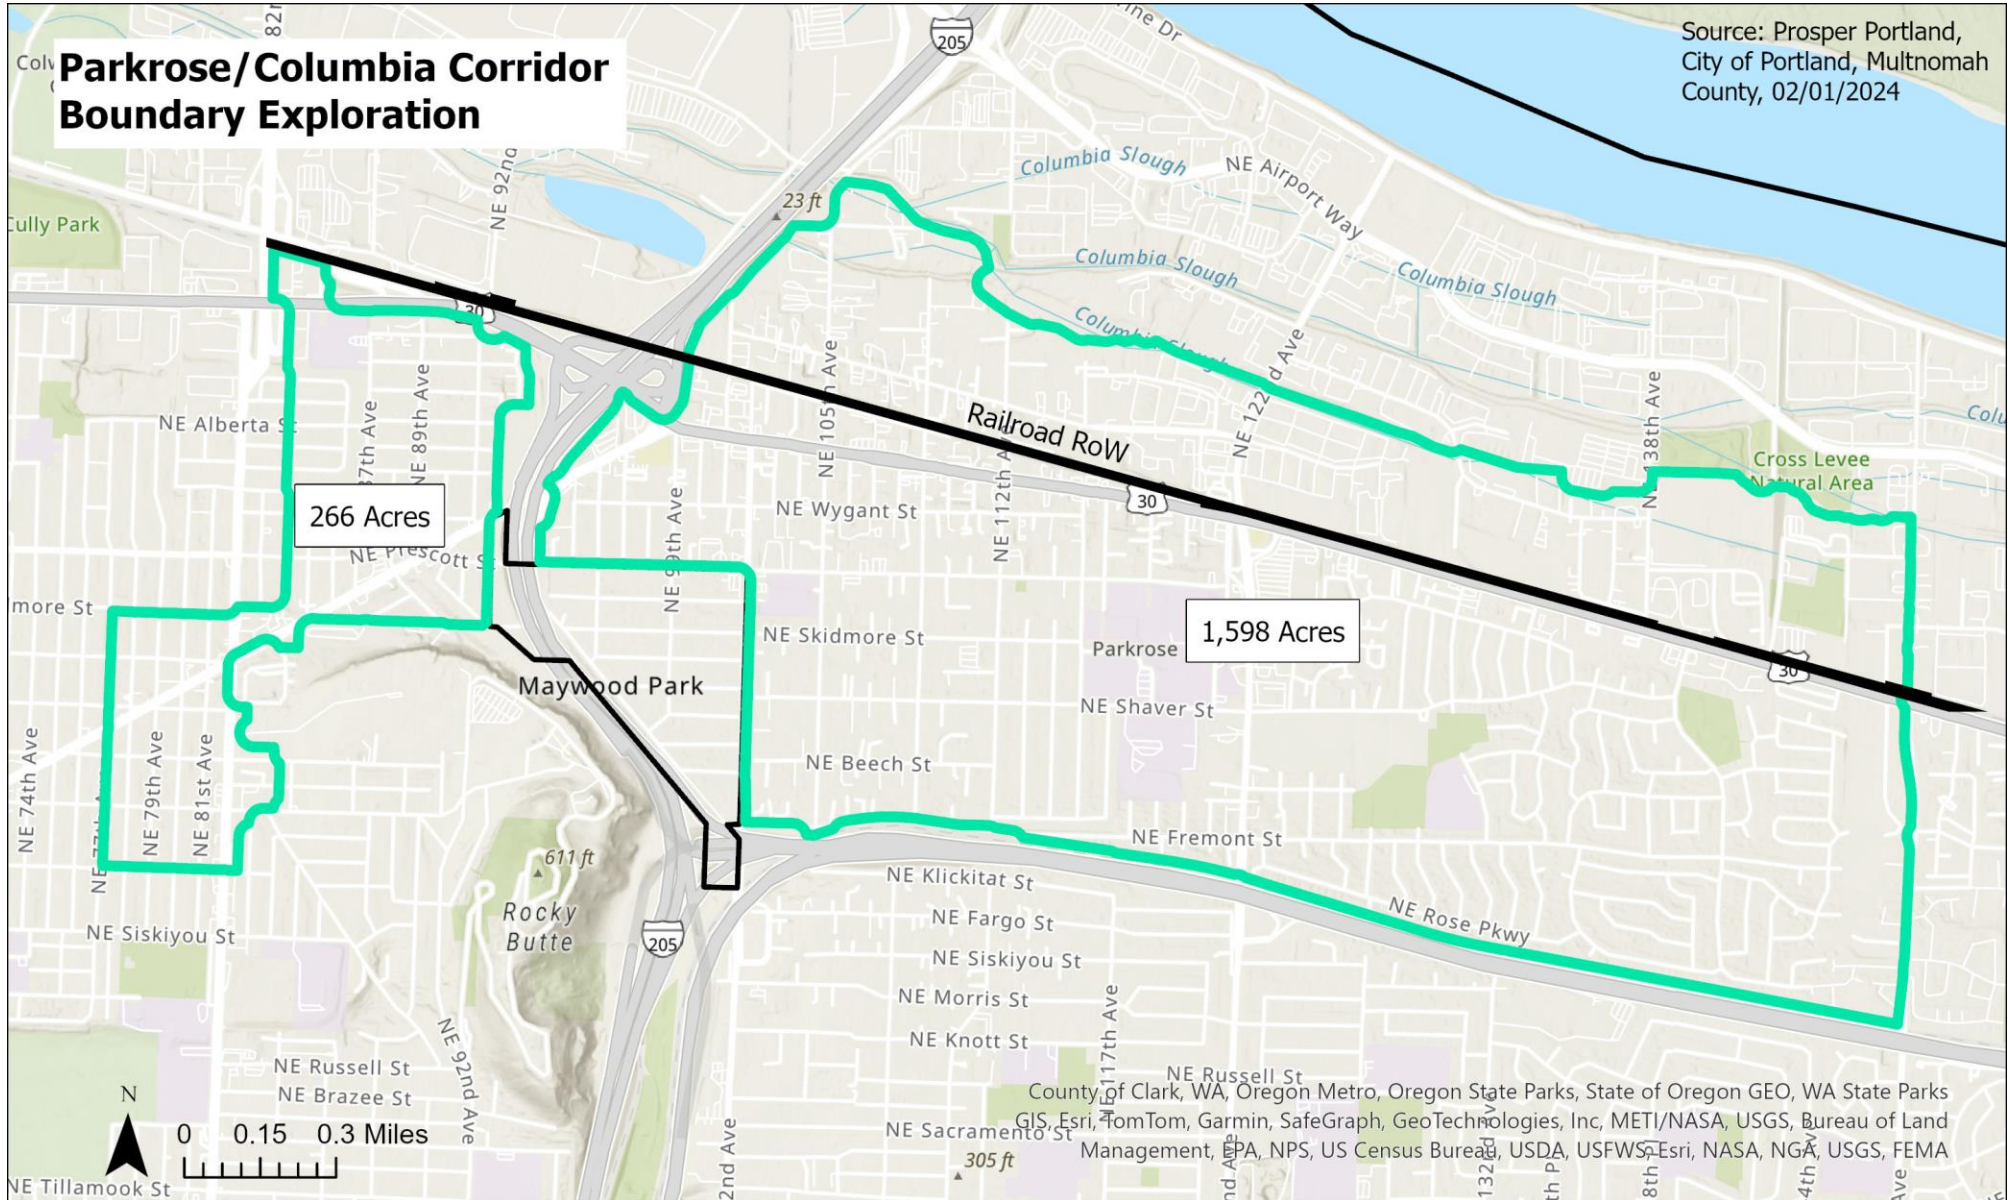 Parkrose/Columbia Corridor
Boundary Exploration
Source: Prosper Portland,
City of Portland, Multnomah
County, 02/01/2024
205
Columbia Slough
NE Airport Way
NE 92nd
23 ft
Cully Park
Columbia Slough
Columbia Slough
Columbia Slough
30
NE 105th Ave
NE Alberta St
NE 89th Ave
Railroad RoW
NE 112th Ave
NE 138th Ave
Cross Levee
Natural Area
30
266 Acres
NE Wygant St
NE Prescott St
NE 99th Ave
more St
NE Skidmore St
Parkrose
1,598 Acres
30
Maywood Park
NE Shaver St
NE 74th Ave
NE 77th
NE 79th Ave
NE 81st Ave
NE Beech St
NE Fremont St
611 ft
NE Klickitat St
Rocky
Butte
NE Fargo St
NE Rose Pkwy
NE Siskiyou St
205
NE Siskiyou St
NE Morris St
NE 117th Ave
NE Knott St
NE 92nd Ave
NE Russell St
NE Russell St
NE Brazee St
N
0 0.15 0.3 Miles
NE Sacramento St
305 ft
2nd Ave
NE Tillamook St
County of Clark, WA, Oregon Metro, Oregon State Parks, State of Oregon GEO, WA State Parks
GIS, Esri, TomTom, Garmin, SafeGraph, GeoTechnologies, Inc, METI/NASA, USGS, Bureau of Land
Management, EPA, NPS, US Census Bureau, USDA, USFWS, Esri, NASA, NGA, USGS, FEMA